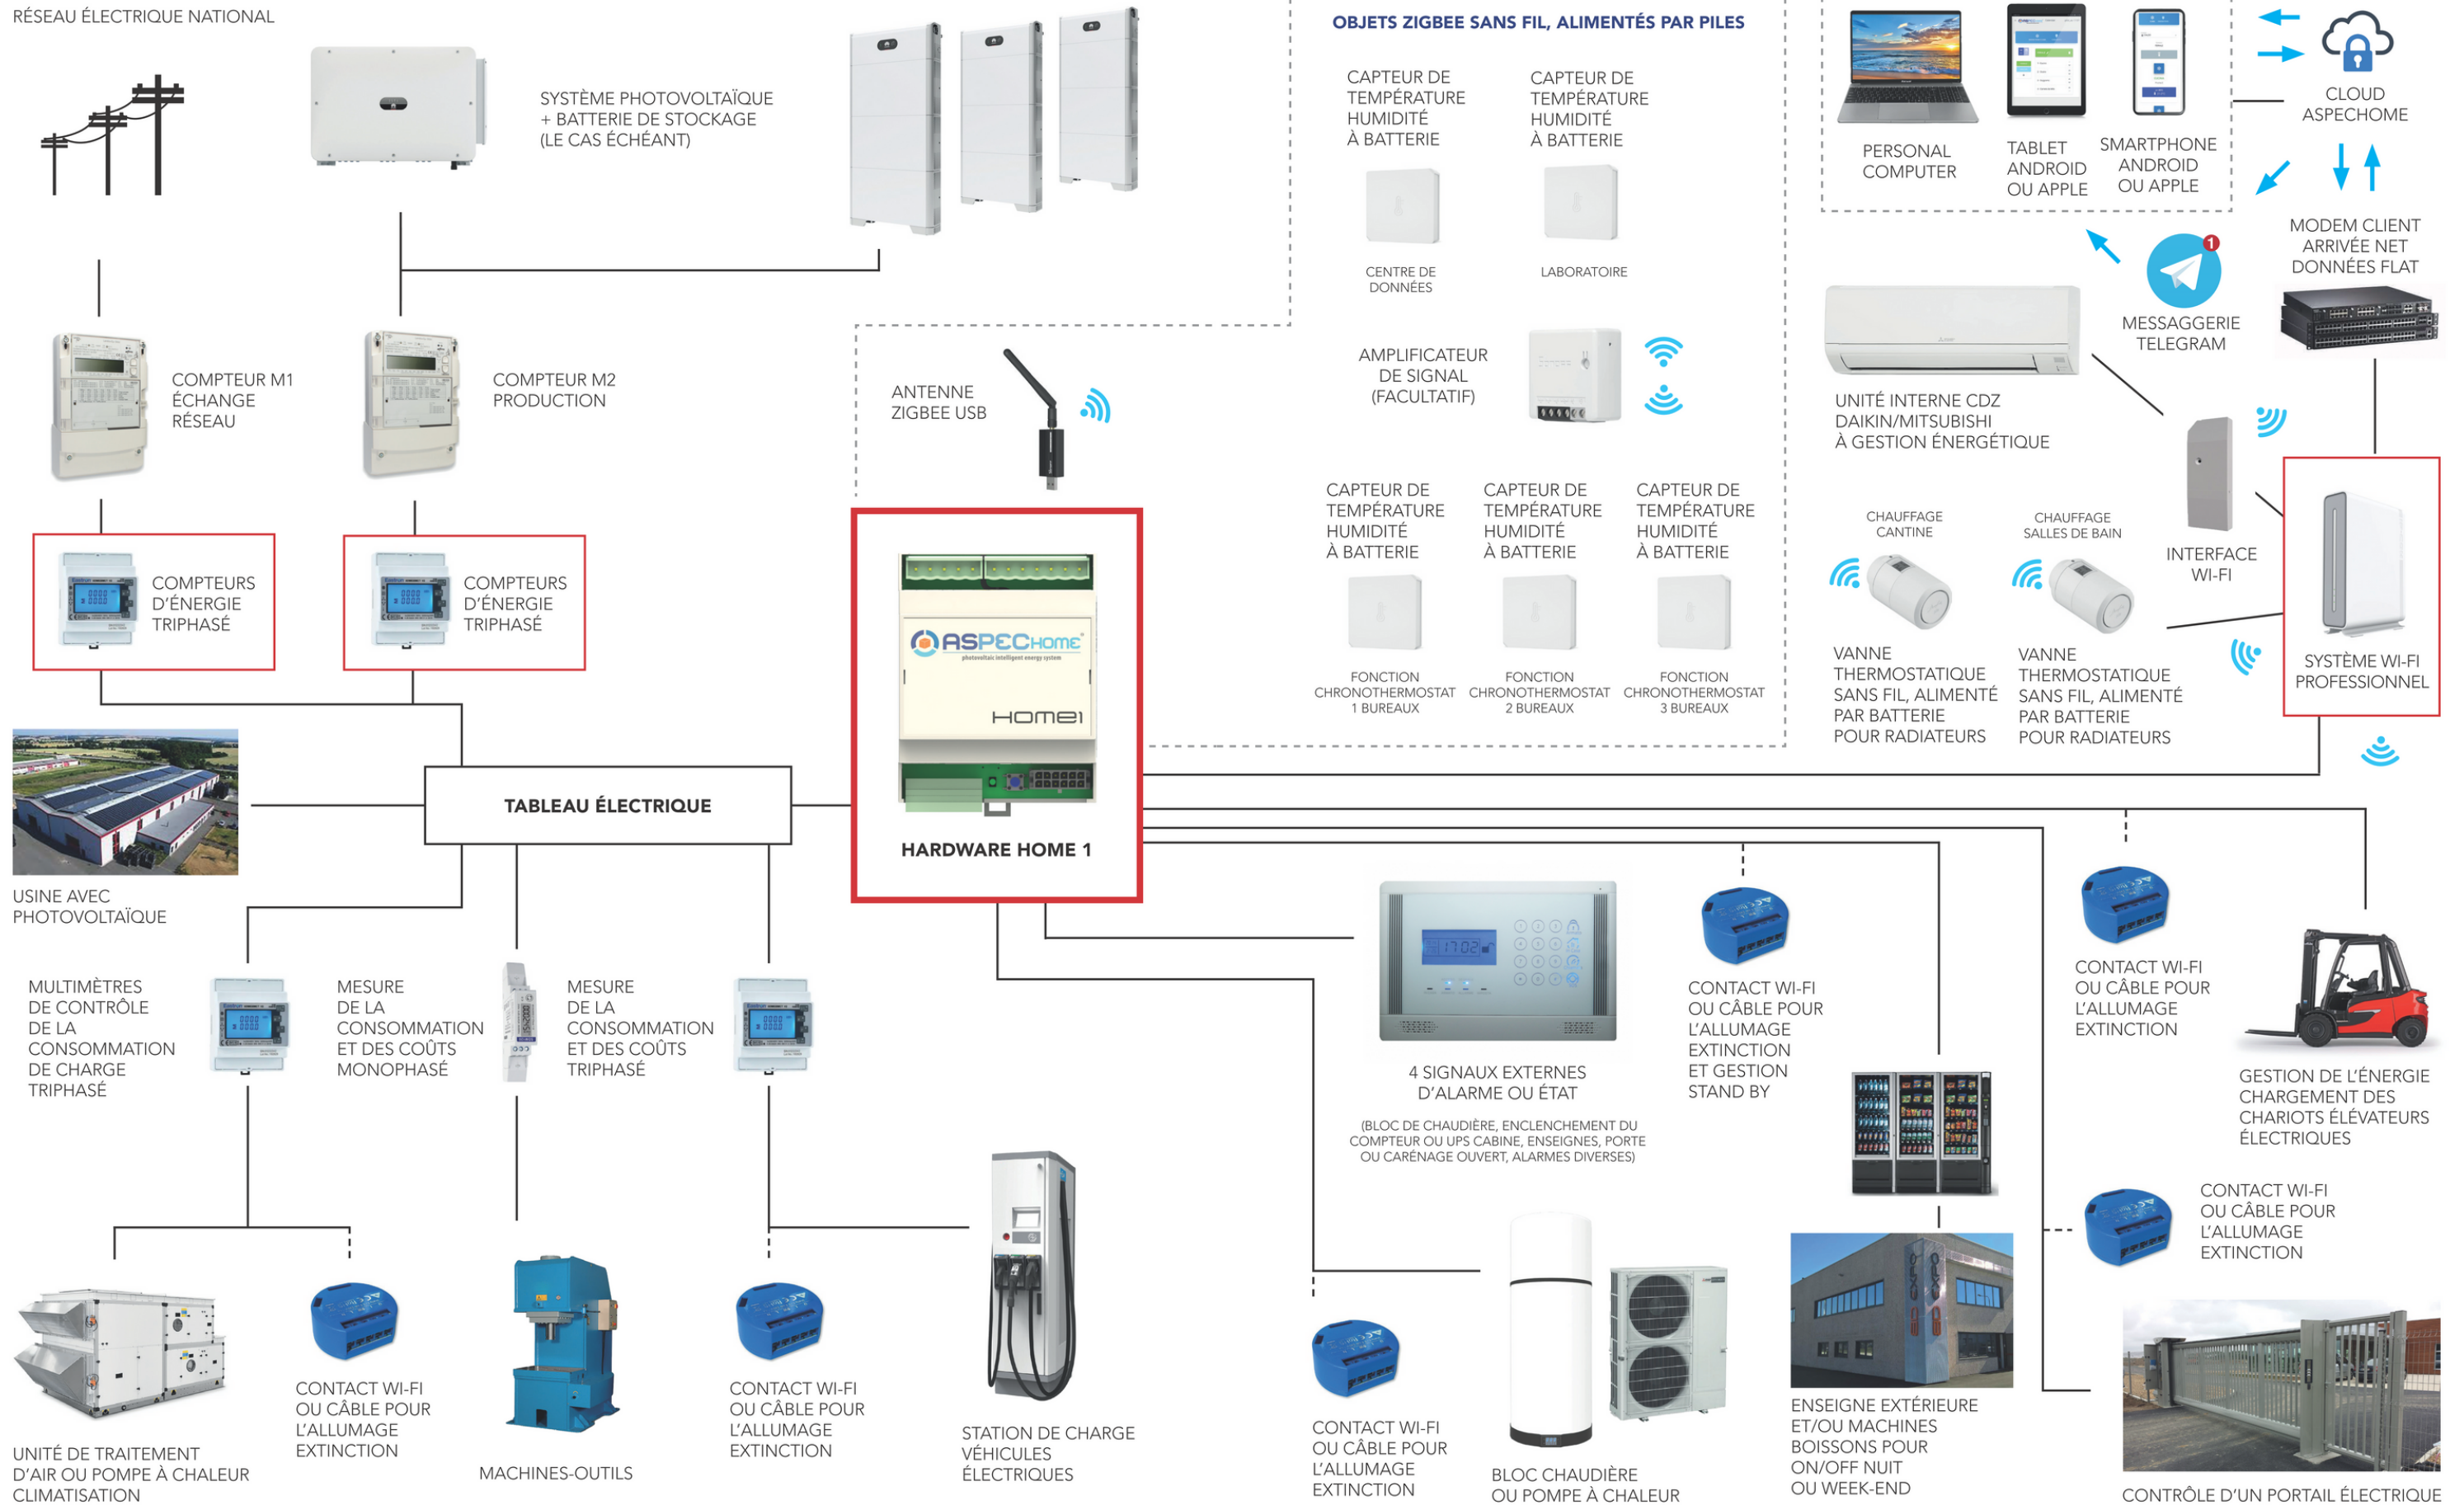 RÉSEAU ÉLECTRIQUE NATIONAL
SYSTÈME PHOTOVOLTAÏQUE
+ BATTERIE DE STOCKAGE
(LE CAS ÉCHÉANT)
OBJETS ZIGBEE SANS FIL, ALIMENTÉS PAR PILES
CAPTEUR DE
TEMPÉRATURE
HUMIDITÉ
À BATTERIE
CENTRE DE
DONNÉES
CAPTEUR DE
TEMPÉRATURE
HUMIDITÉ
À BATTERIE
LABORATOIRE
PERSONAL
COMPUTER
TABLET
ANDROID
OU APPLE
SMARTPHONE
ANDROID
OU APPLE
CLOUD
ASPECHOME
MODEM CLIENT
ARRIVÉE NET
DONNÉES FLAT
1
MESSAGGERIE
TELEGRAM
COMPTEUR M1
ÉCHANGE
RÉSEAU
COMPTEUR M2
PRODUCTION
ANTENNE
ZIGBEE USB
AMPLIFICATEUR
DE SIGNAL
(FACULTATIF)
UNITÉ INTERNE CDZ
DAIKIN/MITSUBISHI
À GESTION ÉNERGÉTIQUE
INTERFACE
WI-FI
CAPTEUR DE
TEMPÉRATURE
HUMIDITÉ
À BATTERIE
FONCTION
CHRONOTHERMOSTAT
1 BUREAUX
CAPTEUR DE
TEMPÉRATURE
HUMIDITÉ
À BATTERIE
FONCTION
CHRONOTHERMOSTAT
2 BUREAUX
CAPTEUR DE
TEMPÉRATURE
HUMIDITÉ
À BATTERIE
FONCTION
CHRONOTHERMOSTAT
3 BUREAUX
CHAUFFAGE
CANTINE
VANNE
THERMOSTATIQUE
SANS FIL, ALIMENTÉ
PAR BATTERIE
POUR RADIATEURS
CHAUFFAGE
SALLES DE BAIN
VANNE
THERMOSTATIQUE
SANS FIL, ALIMENTÉ
PAR BATTERIE
POUR RADIATEURS
SYSTÈME WI-FI
PROFESSIONNEL
COMPTEURS
D'ÉNERGIE
TRIPHASÉ
COMPTEURS
D'ÉNERGIE
TRIPHASÉ
ASPECHOME
photovoltaic intelligent energy system
HOME1
HARDWARE HOME 1
TABLEAU ÉLECTRIQUE
USINE AVEC
PHOTOVOLTAÏQUE
MULTIMÈTRES
DE CONTRÔLE
DE LA
CONSOMMATION
DE CHARGE
TRIPHASÉ
MESURE
DE LA
CONSOMMATION
ET DES COÛTS
MONOPHASÉ
MESURE
DE LA
CONSOMMATION
ET DES COÛTS
TRIPHASÉ
17:02
4 SIGNAUX EXTERNES
D'ALARME OU ÉTAT
(BLOC DE CHAUDIÈRE, ENCLENCHEMENT DU
COMPTEUR OU UPS CABINE, ENSEIGNES, PORTE
OU CARÉNAGE OUVERT, ALARMES DIVERSES)
CONTACT WI-FI
OU CÂBLE POUR
L'ALLUMAGE
EXTINCTION
ET GESTION
STAND BY
CONTACT WI-FI
OU CÂBLE POUR
L'ALLUMAGE
EXTINCTION
GESTION DE L'ÉNERGIE
CHARGEMENT DES
CHARIOTS ÉLÉVATEURS
ÉLECTRIQUES
CONTACT WI-FI
OU CÂBLE POUR
L'ALLUMAGE
EXTINCTION
UNITÉ DE TRAITEMENT
D'AIR OU POMPE À CHALEUR
CLIMATISATION
CONTACT WI-FI
OU CÂBLE POUR
L'ALLUMAGE
EXTINCTION
MACHINES-OUTILS
CONTACT WI-FI
OU CÂBLE POUR
L'ALLUMAGE
EXTINCTION
STATION DE CHARGE
VÉHICULES
ÉLECTRIQUES
CONTACT WI-FI
OU CÂBLE POUR
L'ALLUMAGE
EXTINCTION
BLOC CHAUDIÈRE
OU POMPE À CHALEUR
ENSEIGNE EXTÉRIEURE
ET/OU MACHINES
BOISSONS POUR
ON/OFF NUIT
OU WEEK-END
CONTRÔLE D'UN PORTAIL ÉLECTRIQUE